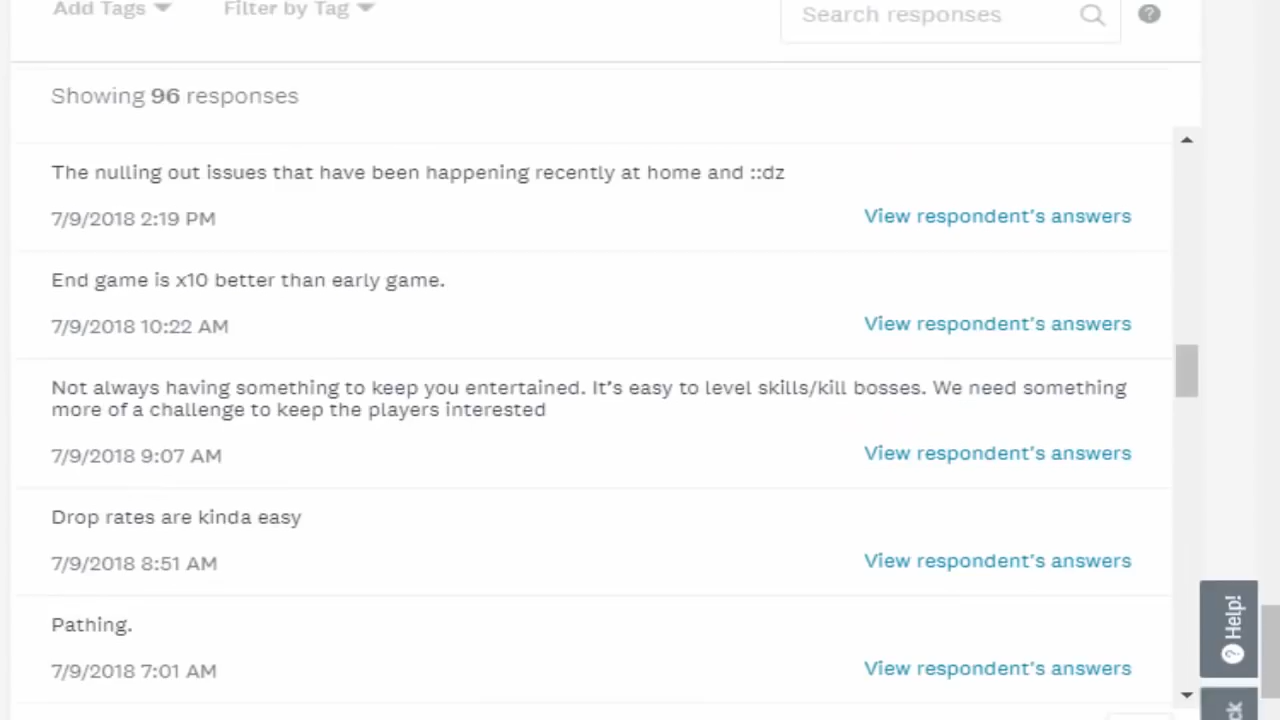 Add Tags
Filter by Tag
Search responses
?
Showing 96 responses
The nulling out issues that have been happening recently at home and ::dz
7/9/2018 2:19 PM
View respondent's answers
End game is x10 better than early game.
7/9/2018 10:22 AM
View respondent's answers
Not always having something to keep you entertained. It's easy to level skills/kill bosses. We need something
more of a challenge to keep the players interested
7/9/2018 9:07 AM
View respondent's answers
Drop rates are kinda easy
7/9/2018 8:51 AM
View respondent's answers
Pathing.
7/9/2018 7:01 AM
View respondent's answers
? Help!
ck